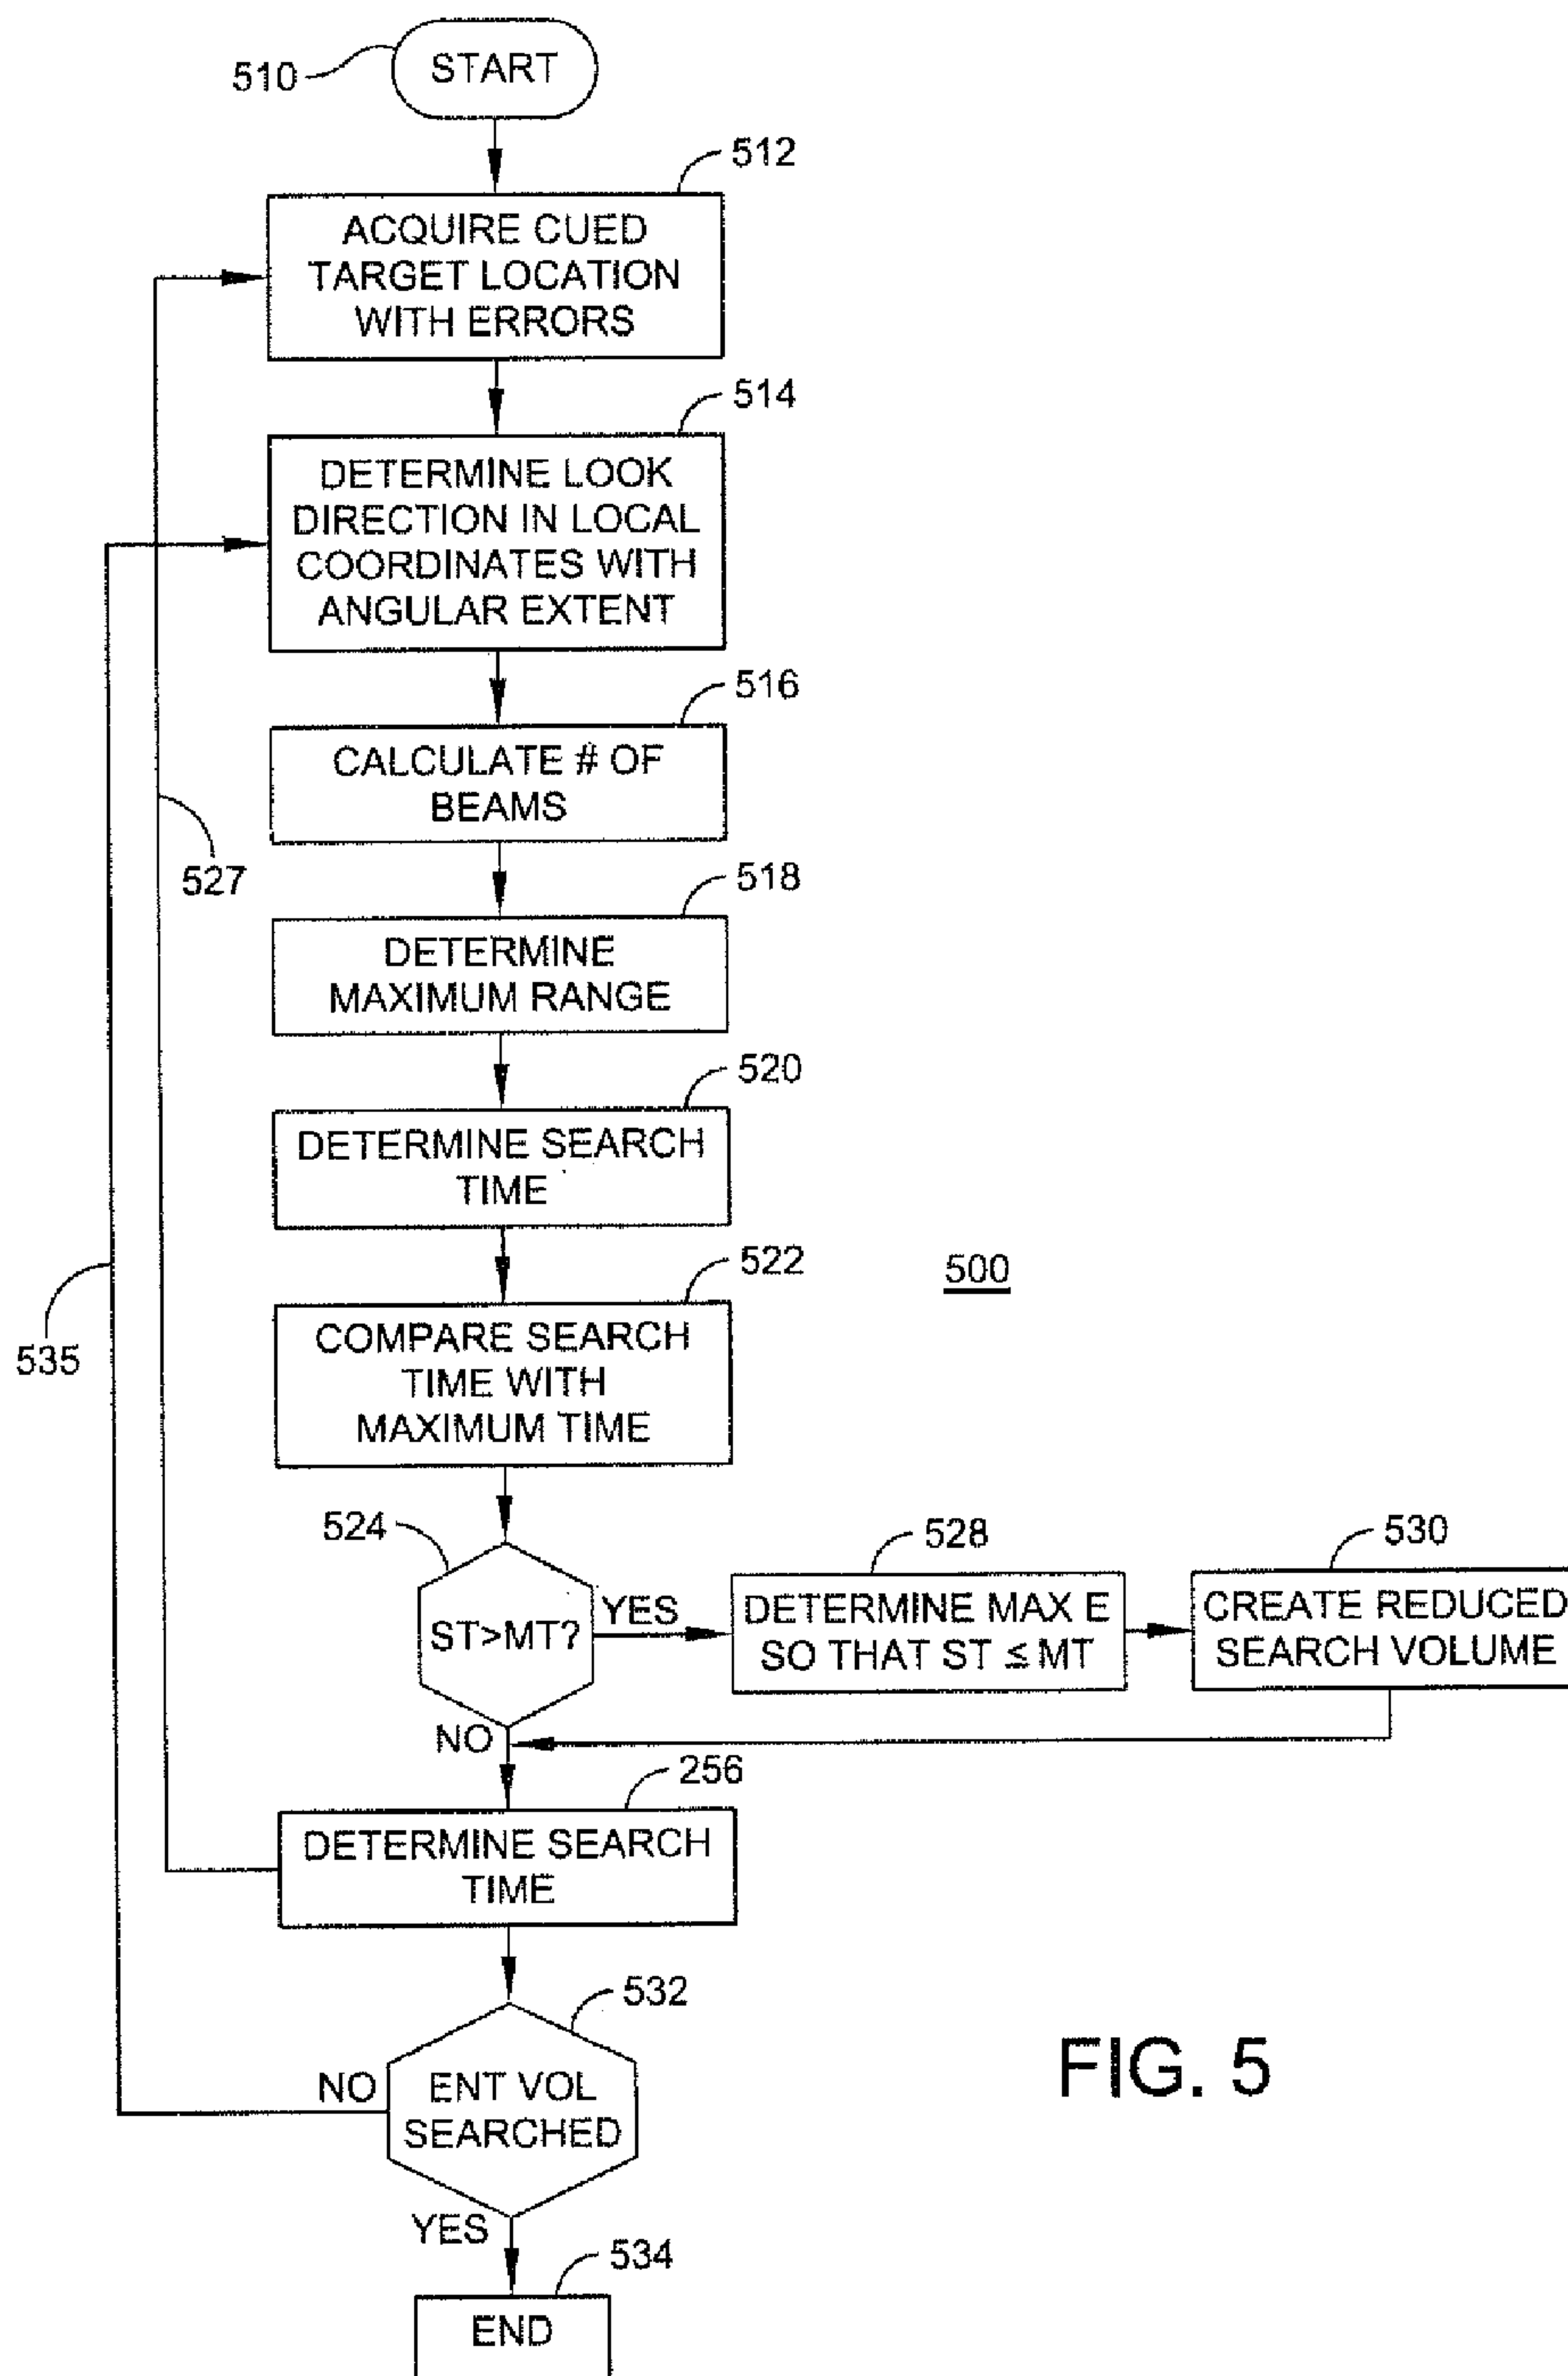 START
510
512
ACQUIRE CUED
TARGET LOCATION
WITH ERRORS
514
DETERMINE LOOK
DIRECTION IN LOCAL
COORDINATES WITH
ANGULAR EXTENT
516
CALCULATE # OF
BEAMS
527
518
DETERMINE
MAXIMUM RANGE
520
DETERMINE SEARCH
TIME
522
500
COMPARE SEARCH
TIME WITH
MAXIMUM TIME
535
524
ST>MT?
YES
528
DETERMINE MAX E
SO THAT ST ≤ MT
530
CREATE REDUCED
SEARCH VOLUME
NO
256
DETERMINE SEARCH
TIME
532
NO
ENT VOL
SEARCHED
YES
534
END
FIG. 5